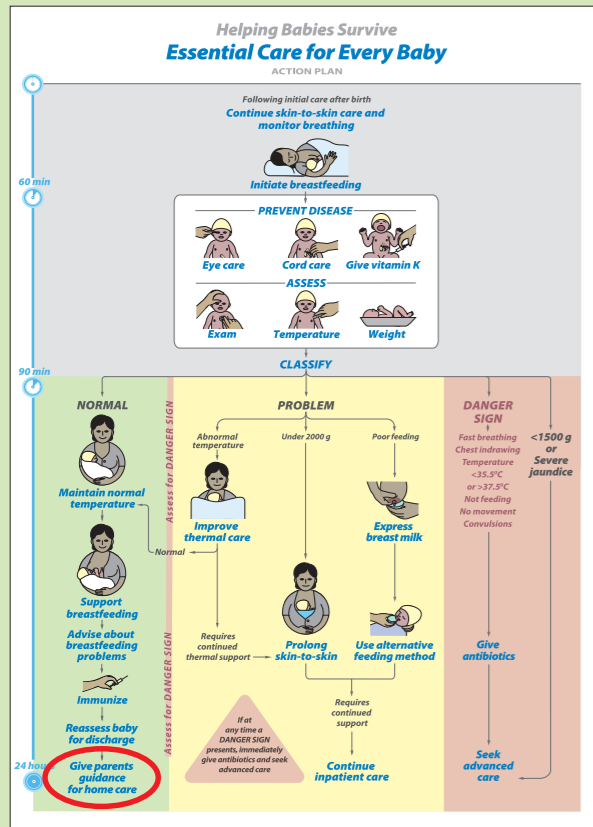 Helping Babies Survive
Essential Care for Every Baby
ACTION PLAN
Following initial care after birth
Continue skin-to-skin care and
monitor breathing
60 min
Initiate breastfeeding
PREVENT DISEASE
Eye care
Cord care
Give vitamin K
ASSESS
Exam
Temperature
Weight
CLASSIFY
90 min
NORMAL
Maintain normal
temperature
Support
breastfeeding
Advise about
breastfeeding
problems
Immunize
Reassess baby
for discharge
24 hours
Give parents
guidance
for home care
Assess for DANGER SIGN
Assess for DANGER SIGN
PROBLEM
Abnormal
temperature
Improve
thermal care
Normal
Requires
continued
thermal support
Under 2000 g
Prolong
skin-to-skin
Poor feeding
Express
breast milk
Use alternative
feeding method
Requires
continued
support
Continue
inpatient care
If at
any time a
DANGER SIGN
presents, immediately
give antibiotics and seek
advanced care
DANGER
SIGN
Fast breathing
Chest indrawing
Temperature
<35.5°C
or >37.5°C
Not feeding
No movement
Convulsions
Give
antibiotics
Seek
advanced
care
<1500 g
or
Severe
jaundice